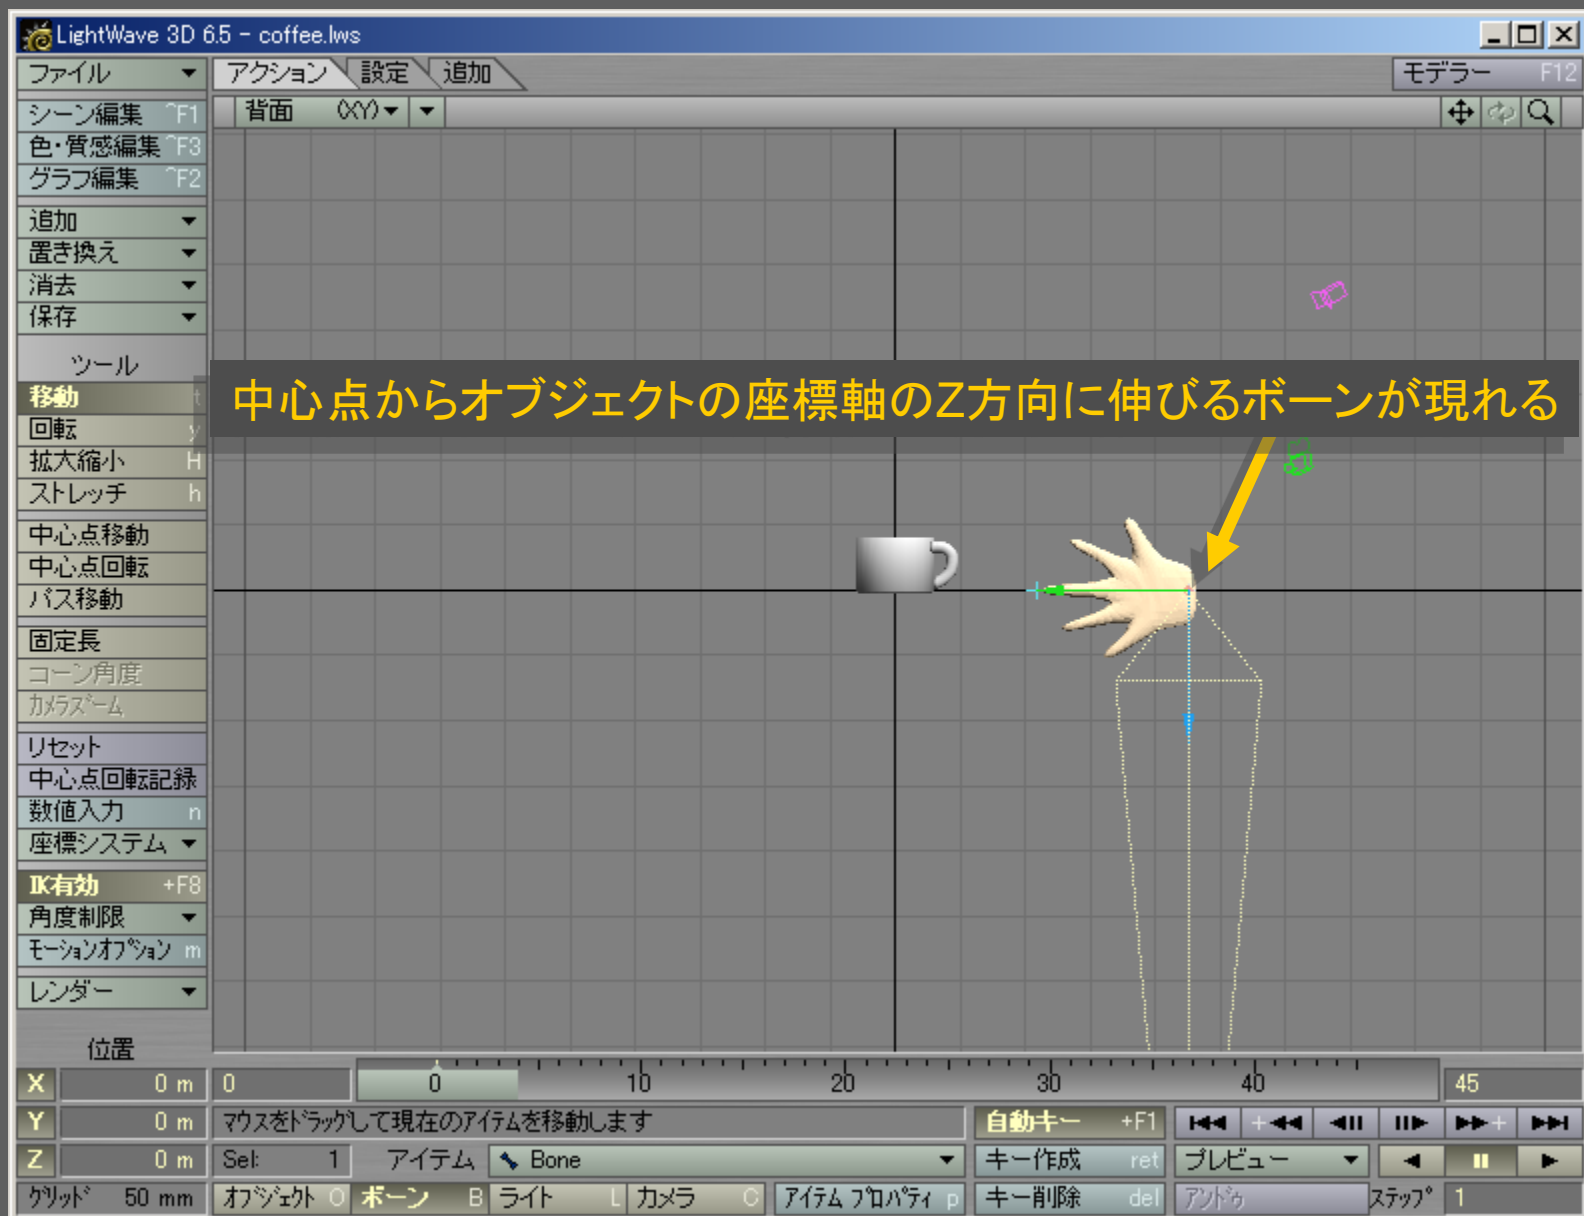 LightWave 3D 6.5 - coffee.lws
ファイル
アクション 設定 追加
モデラー F12
背面 (XY)
シーン編集 ^F1
色・質感編集 ^F3
グラフ編集 ^F2
追加
置き換え
消去
保存
ツール
移動 t
中心点からオブジェクトの座標軸のZ方向に伸びるボーンが現れる
回転 y
拡大縮小 H
ストレッチ h
中心点移動
中心点回転
パス移動
固定長
コーン角度
カメラズーム
リセット
中心点回転記録
数値入力 n
座標システム
IK有効 +F8
角度制限
モーションオプション m
レンダー
位置
X 0 m 0 0 10 20 30 40 45
Y 0 m マウスをドラッグして現在のアイテムを移動します 自動キー +F1
Z 0 m Sel: 1 アイテム Bone キー作成 ret プレビュー
グリッド 50 mm オブジェクト O ボーン B ライト L カメラ C アイテム プロパティ p キー削除 del アンドゥ ステップ 1